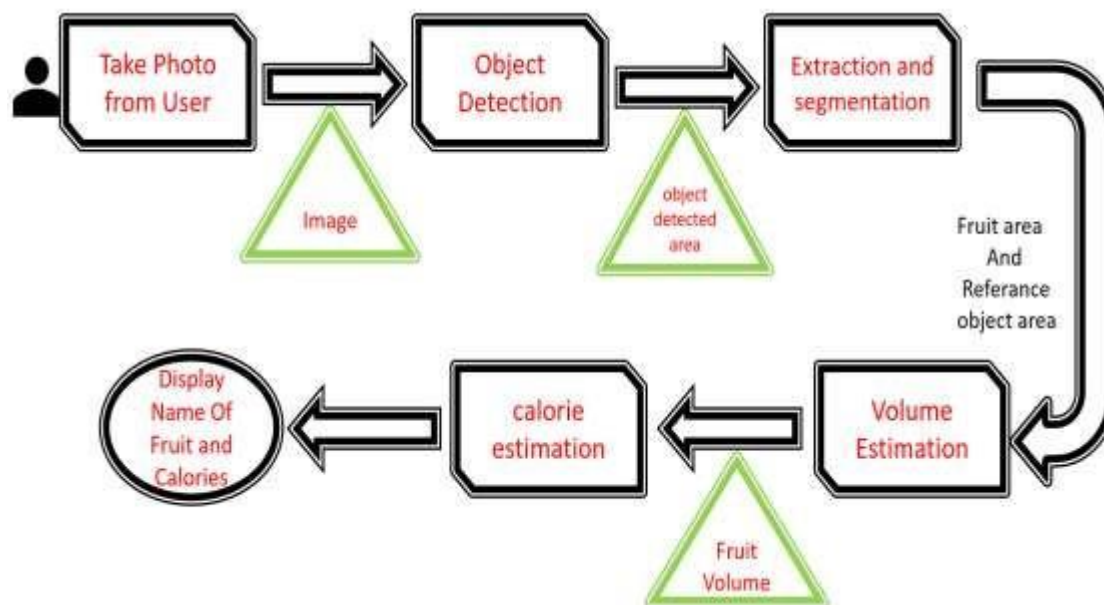 Take Photo
from User
Image
Object
Detection
object
detected
area
Extraction and
segmentation
Fruit area
And
Referance
object area
Volume
Estimation
Fruit
Volume
calorie
estimation
Display
Name Of
Fruit and
Calories